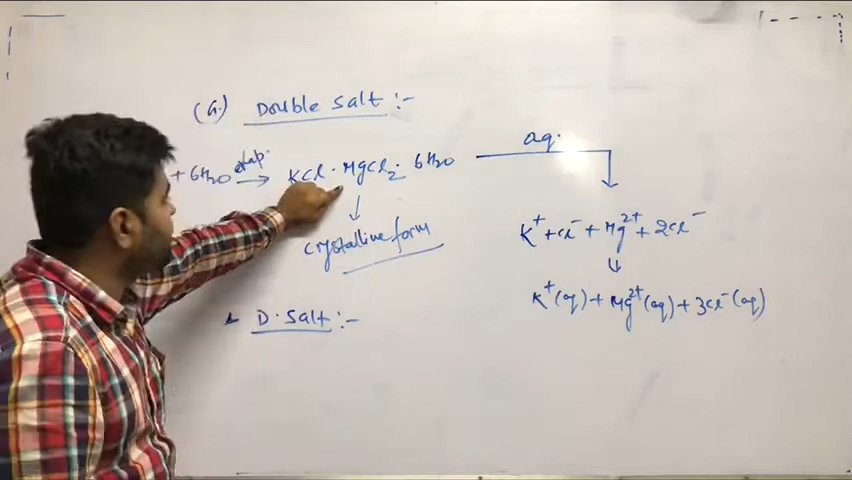 (a.) Double salt :-
+ 6H₂O evap. → KCl · MgCl₂ · 6H₂O
aq.
↓
crystalline form
K⁺ + Cl⁻ + Mg²⁺ + 2Cl⁻
↓
K⁺(aq) + Mg²⁺(aq) + 3Cl⁻(aq)
D. Salt :-